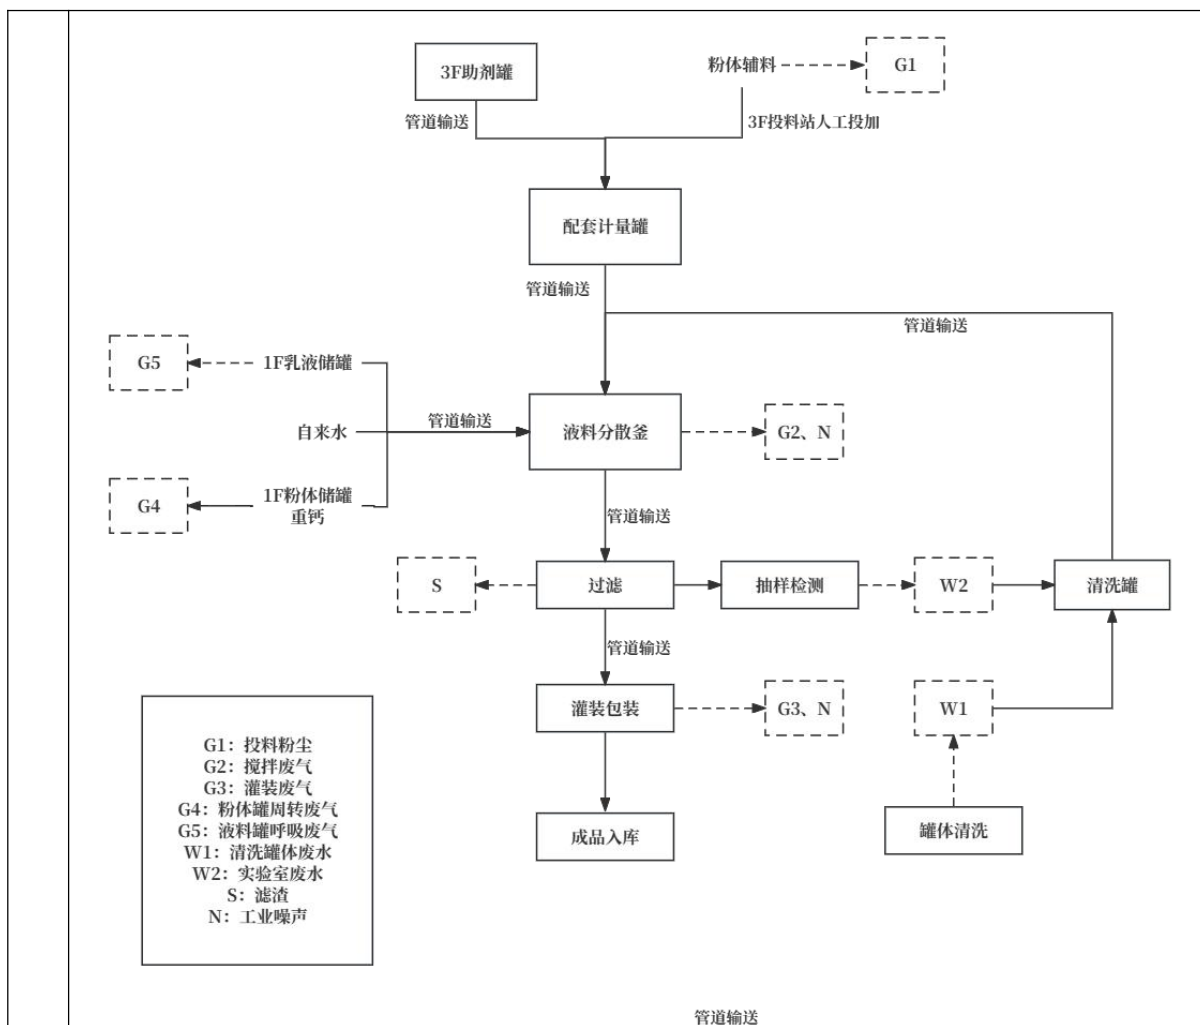 3F助剂罐
粉体辅料
G1
管道输送
3F投料站人工投加
配套计量罐
管道输送
管道输送
G5
1F乳液储罐
自来水
管道输送
液料分散釜
G2、N
G4
1F粉体储罐
重钙
管道输送
S
过滤
抽样检测
W2
清洗罐
管道输送
灌装包装
G3、N
W1
成品入库
罐体清洗
G1：投料粉尘
G2：搅拌废气
G3：灌装废气
G4：粉体罐周转废气
G5：液料罐呼吸废气
W1：清洗罐体废水
W2：实验室废水
S：滤渣
N：工业噪声
管道输送